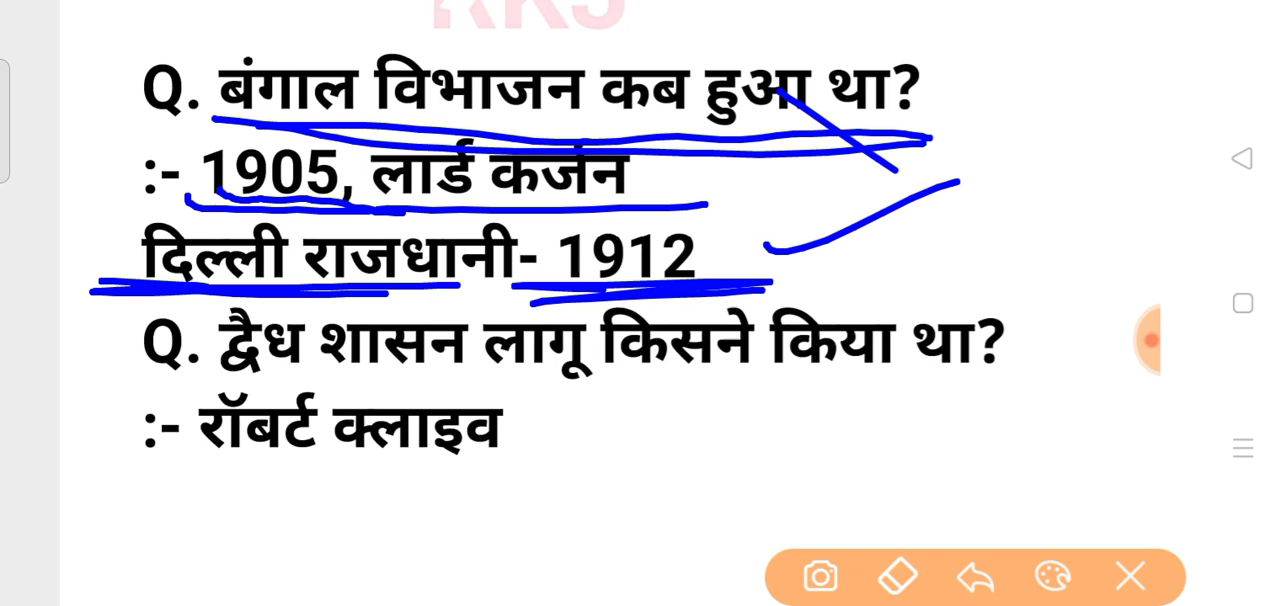 Q. बंगाल विभाजन कब हुआ था?
:- 1905, लार्ड कर्जन
दिल्ली राजधानी- 1912
Q. द्वैध शासन लागू किसने किया था?
:- रॉबर्ट क्लाइव